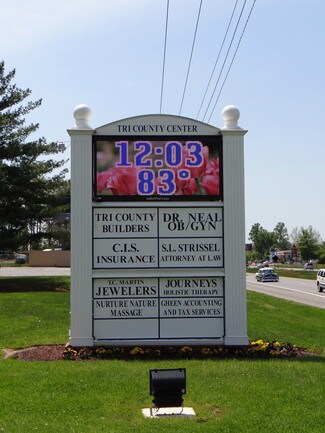 TRI COUNTY CENTER
12:03
83°
TRI COUNTY
BUILDERS
DR. NEAL
OB/GYN
C.I.S.
INSURANCE
S.L. STRISSEL
ATTORNEY AT LAW
T.C. MARTIN
JEWELERS
JOURNEYS
HOLISTIC THERAPY
NURTURE NATURE
MASSAGE
GREEN ACCOUNTING
AND TAX SERVICES